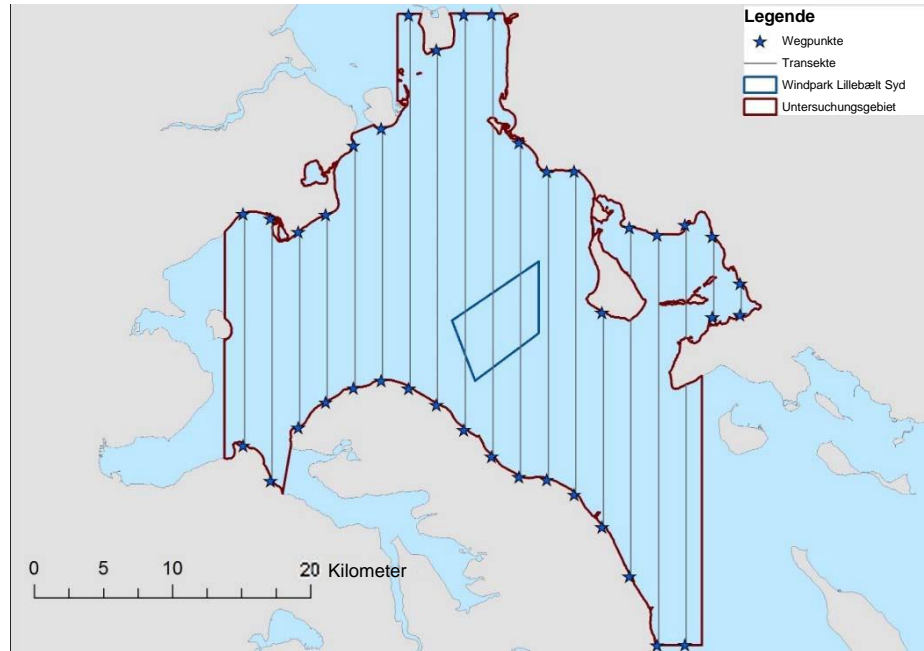 Legende
Wegpunkte
Transekte
Windpark Lillebælt Syd
Untersuchungsgebiet
0 5 10 20 Kilometer